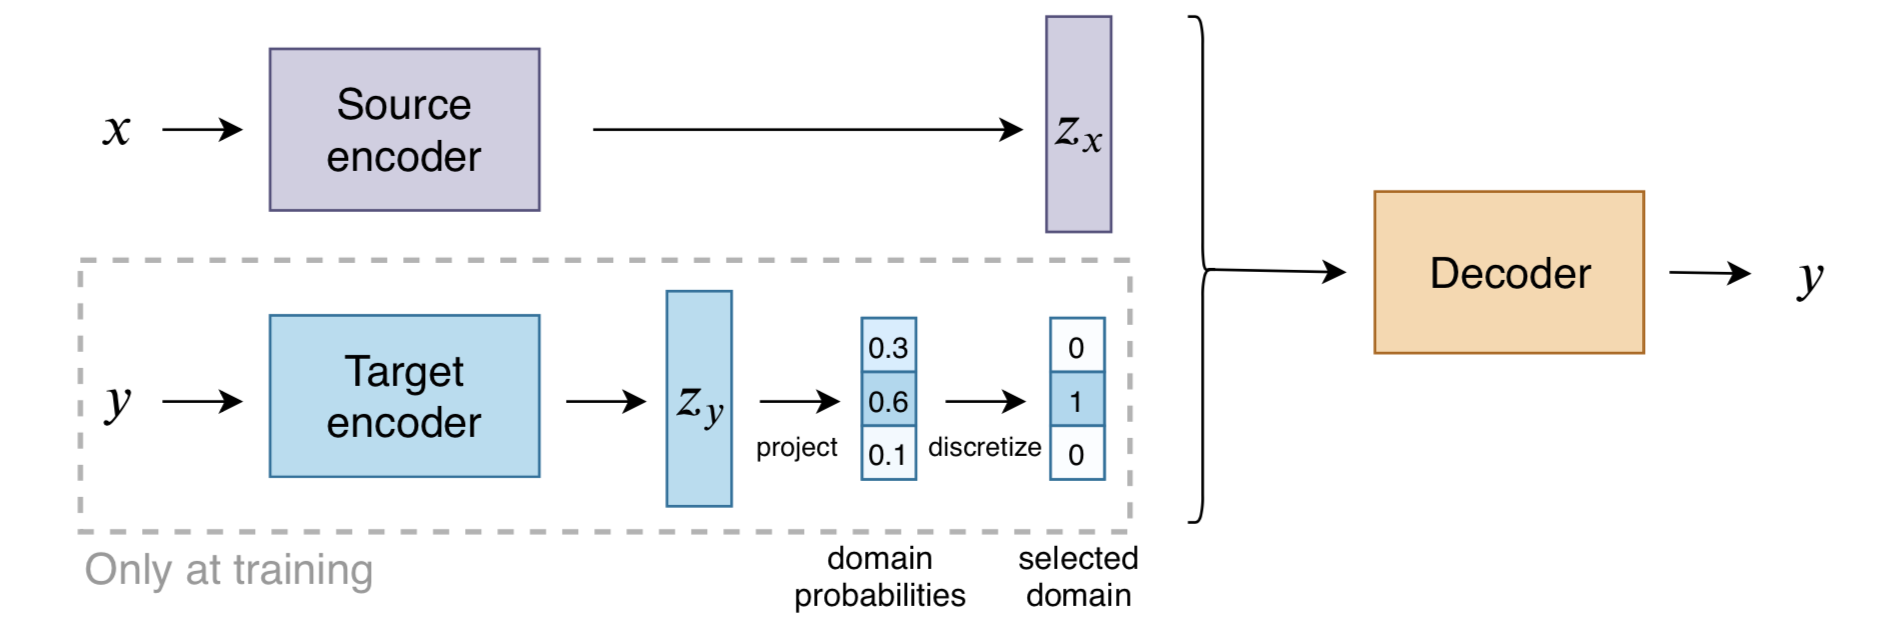 x
Source
encoder
z_x
Decoder
y
y
Target
encoder
z_y
project
0.3
0.6
0.1
discretize
0
1
0
Only at training
domain
probabilities
selected
domain